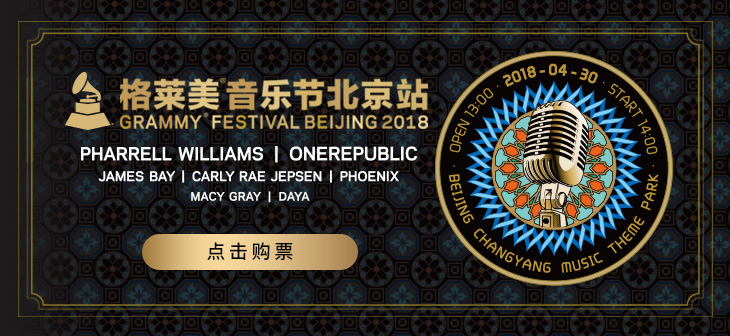 格莱美®音乐节北京站
GRAMMY® FESTIVAL BEIJING 2018
PHARRELL WILLIAMS | ONEREPUBLIC
JAMES BAY | CARLY RAE JEPSEN | PHOENIX
MACY GRAY | DAYA
点击购票
· OPEN 13:00 · 2018-04-30 · START 14:00 ·
BEIJING CHANGYANG MUSIC THEME PARK